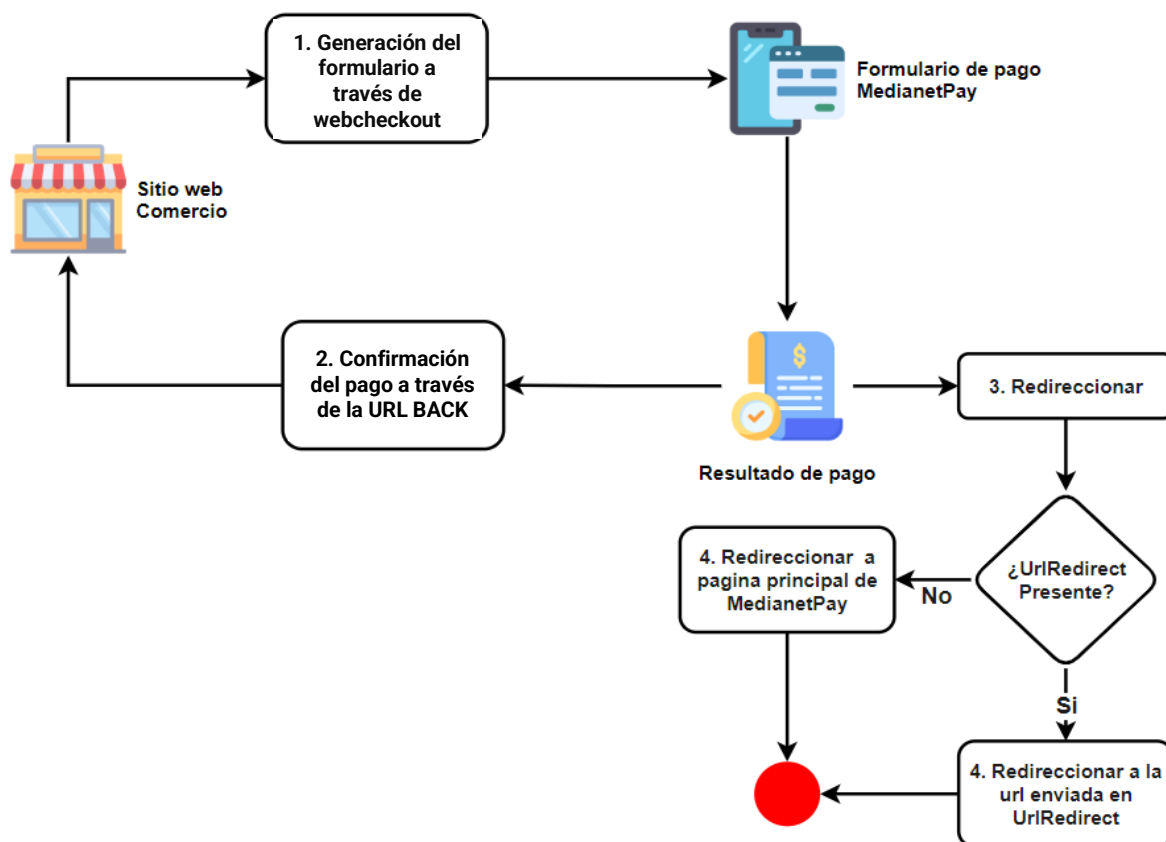 1. Generación del
formulario a
través de
webcheckout
Formulario de pago
MedianetPay
Sitio web
Comercio
2. Confirmación
del pago a través
de la URL BACK
$
3. Redireccionar
Resultado de pago
4. Redireccionar a
pagina principal de
MedianetPay
No
¿UrlRedirect
Presente?
Si
4. Redireccionar a la
url enviada en
UrlRedirect